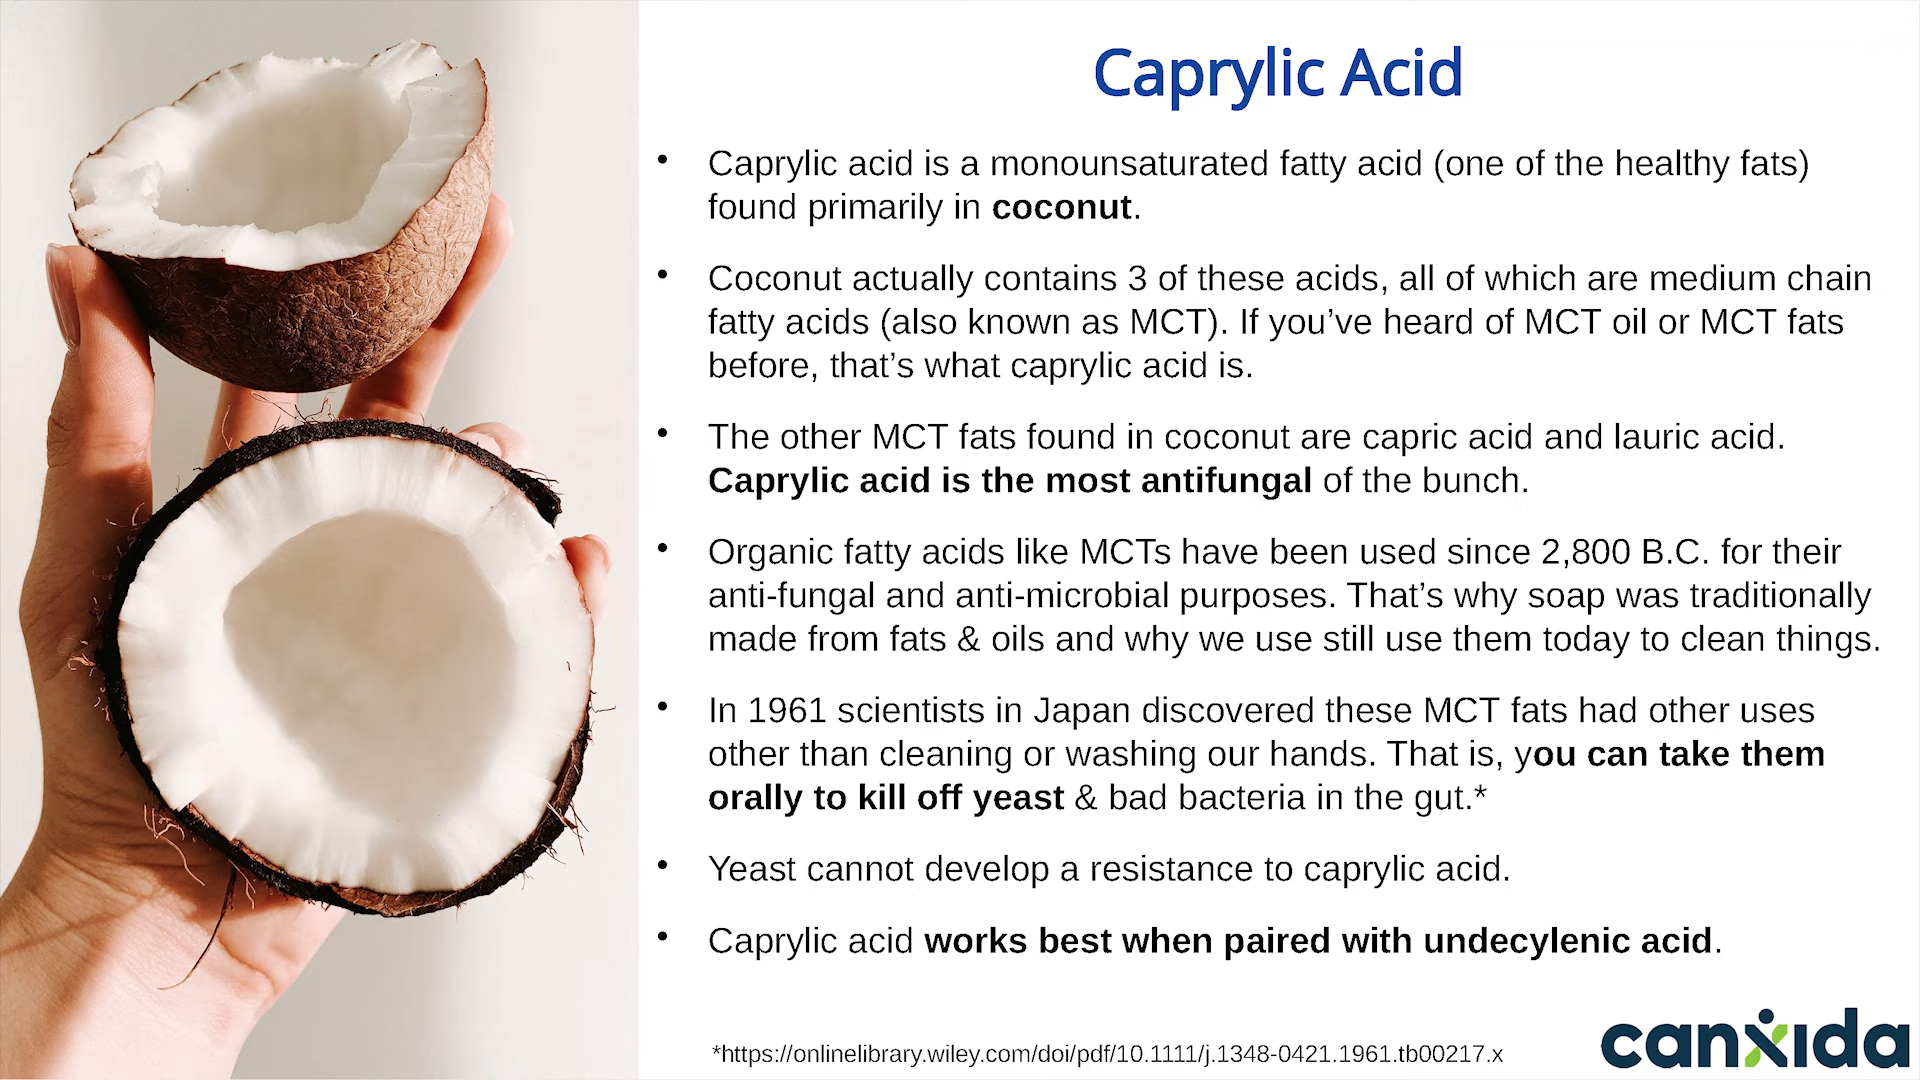 Caprylic Acid
• Caprylic acid is a monounsaturated fatty acid (one of the healthy fats)
found primarily in coconut.
• Coconut actually contains 3 of these acids, all of which are medium chain
fatty acids (also known as MCT). If you’ve heard of MCT oil or MCT fats
before, that’s what caprylic acid is.
• The other MCT fats found in coconut are capric acid and lauric acid.
Caprylic acid is the most antifungal of the bunch.
• Organic fatty acids like MCTs have been used since 2,800 B.C. for their
anti-fungal and anti-microbial purposes. That’s why soap was traditionally
made from fats & oils and why we use still use them today to clean things.
• In 1961 scientists in Japan discovered these MCT fats had other uses
other than cleaning or washing our hands. That is, you can take them
orally to kill off yeast & bad bacteria in the gut.*
• Yeast cannot develop a resistance to caprylic acid.
• Caprylic acid works best when paired with undecylenic acid.
*https://onlinelibrary.wiley.com/doi/pdf/10.1111/j.1348-0421.1961.tb00217.x
canxida